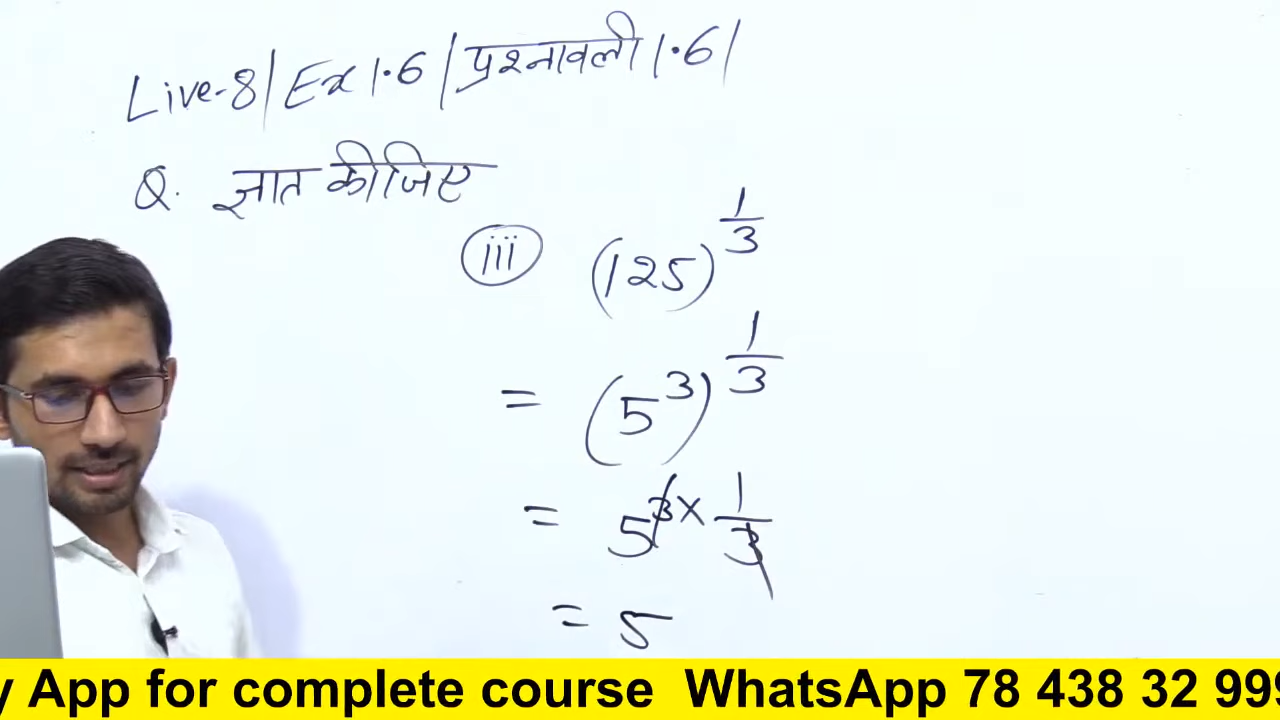 Live-8| Ex 1.6 | प्रश्नावली 1.6|
Q. ज्ञात कीजिए
iii (125)^{1/3}
= (5^3)^{1/3}
= 5^{3 × 1/3}
= 5
App for complete course WhatsApp 78 438 32